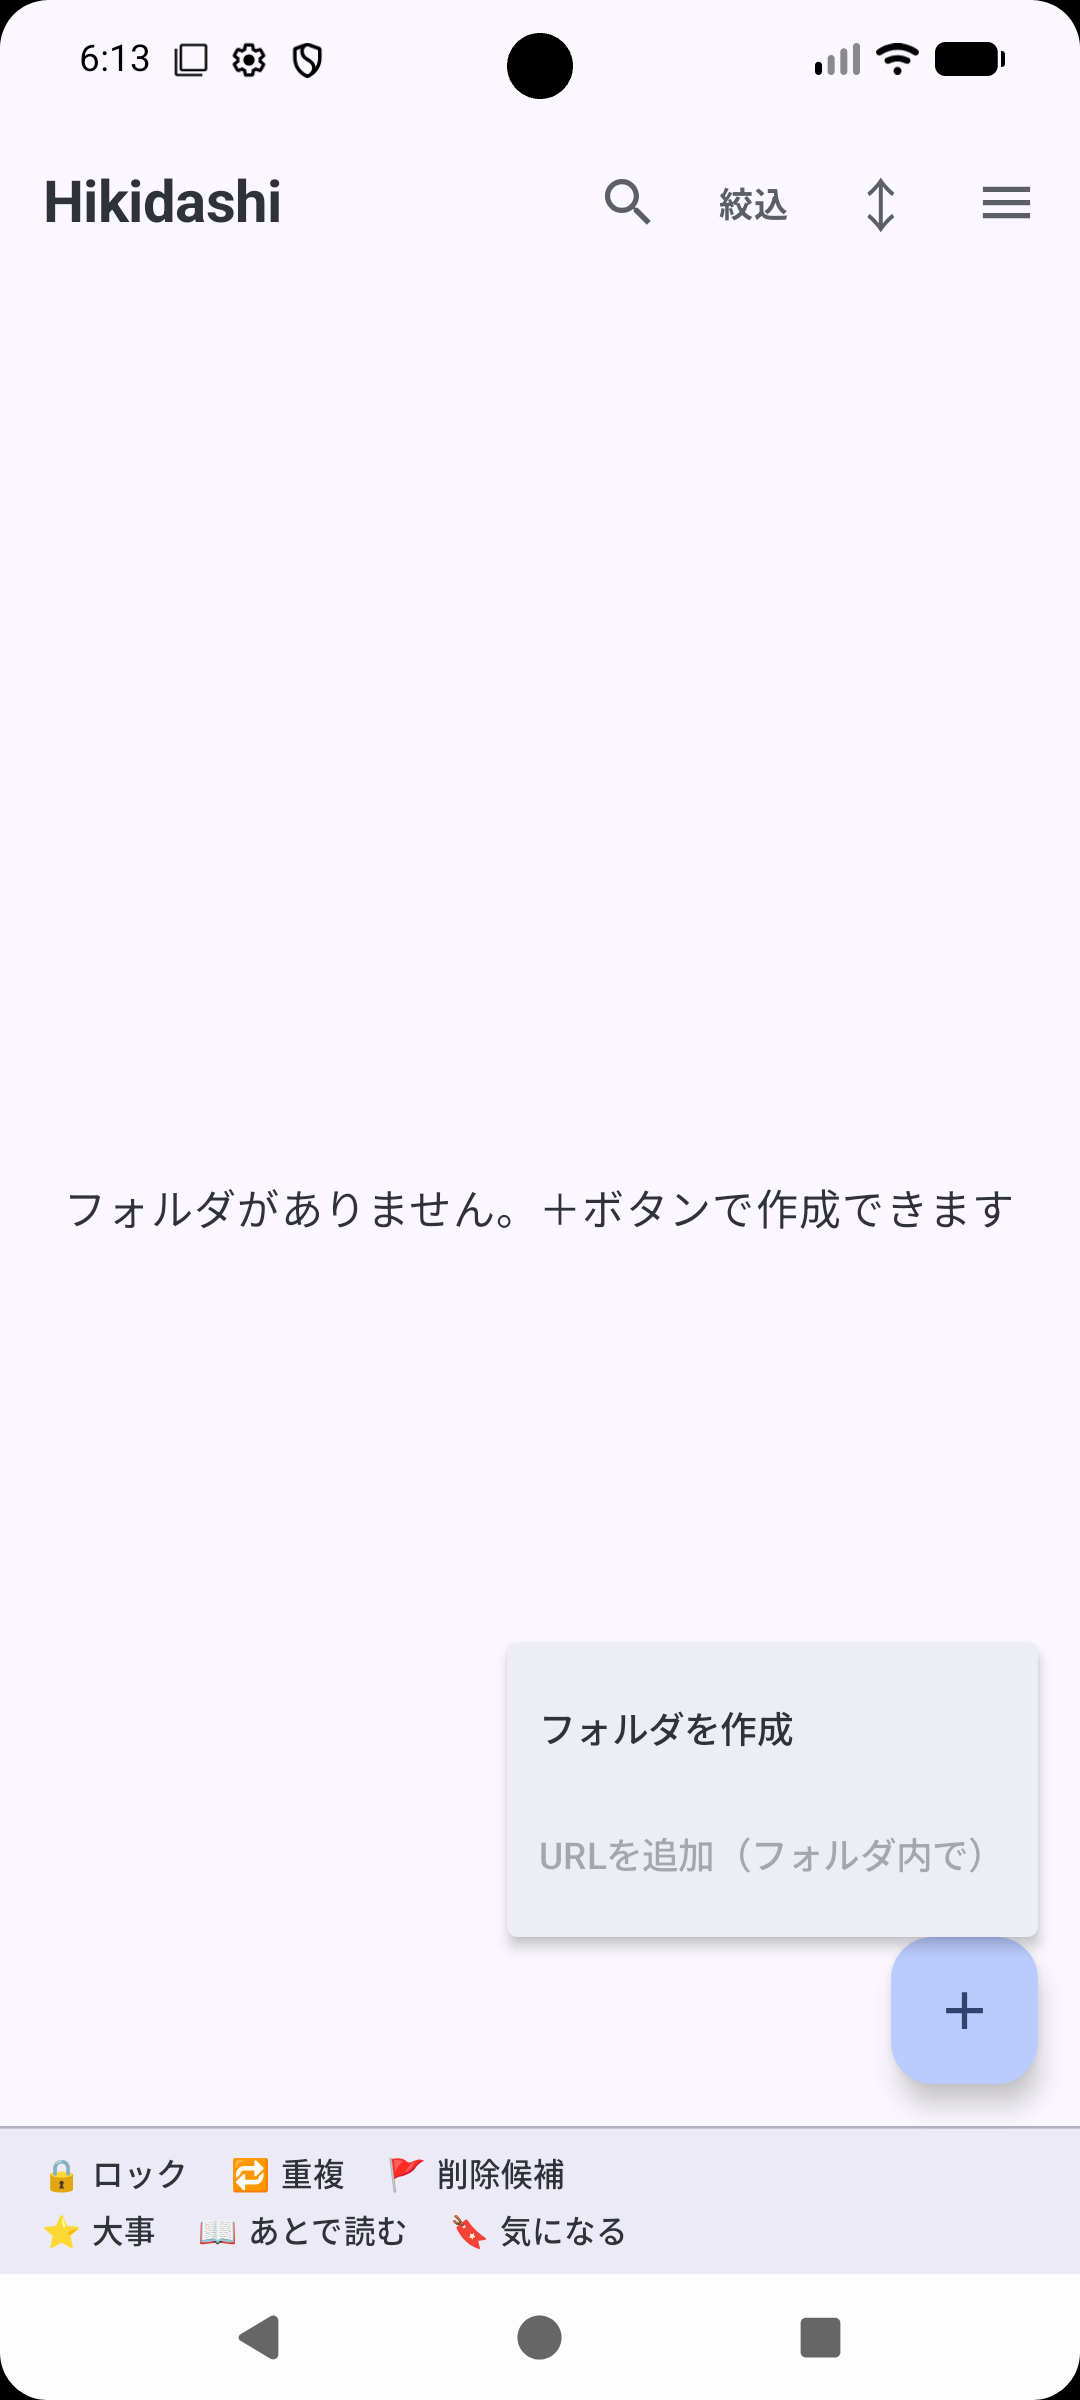 6:13
Hikidashi
絞込
フォルダがありません。＋ボタンで作成できます
フォルダを作成
URLを追加（フォルダ内で）
🔒 ロック 🔁 重複 🚩 削除候補
⭐ 大事 📖 あとで読む 🔖 気になる